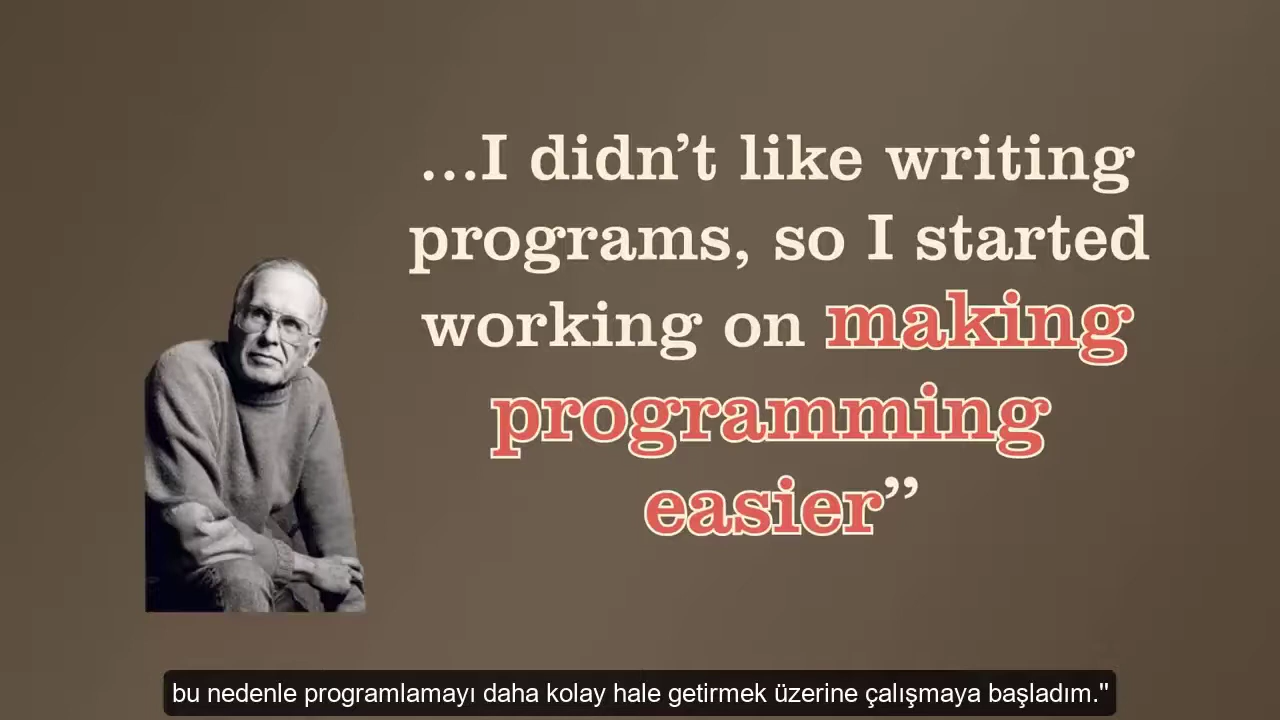 …I didn’t like writing
programs, so I started
working on making
programming
easier”
bu nedenle programlamayı daha kolay hale getirmek üzerine çalışmaya başladım."